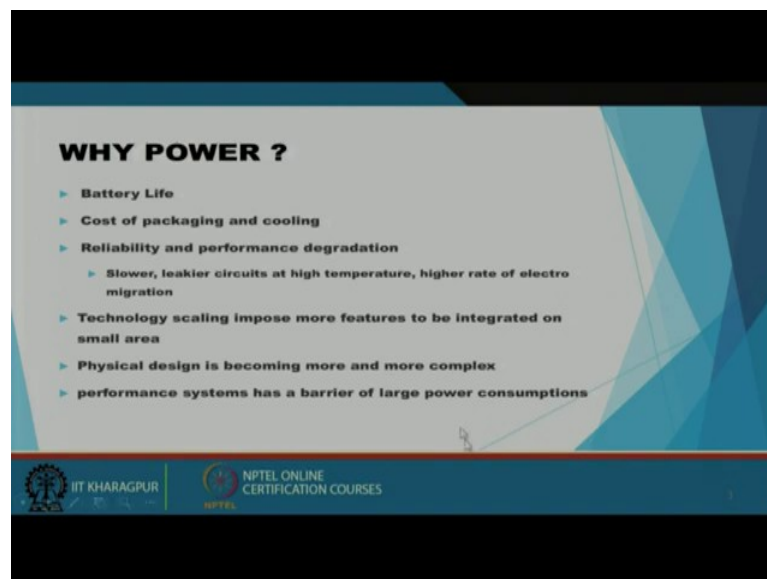 WHY POWER ?
Battery Life
Cost of packaging and cooling
Reliability and performance degradation
Slower, leakier circuits at high temperature, higher rate of electro
migration
Technology scaling impose more features to be integrated on
small area
Physical design is becoming more and more complex
performance systems has a barrier of large power consumptions
IIT KHARAGPUR
NPTEL
NPTEL ONLINE
CERTIFICATION COURSES